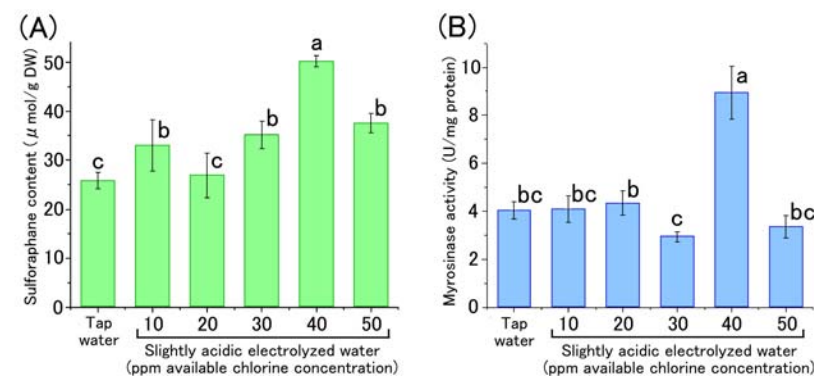 (A)
Sulforaphane content (μ mol/g DW)
50
40
30
20
10
0
c
b
c
b
a
b
Tap water
10
20
30
40
50
Slightly acidic electrolyzed water
(ppm available chlorine concentration)
(B)
Myrosinase activity (U/mg protein)
10
8
6
4
2
0
bc
bc
b
c
a
bc
Tap water
10
20
30
40
50
Slightly acidic electrolyzed water
(ppm available chlorine concentration)